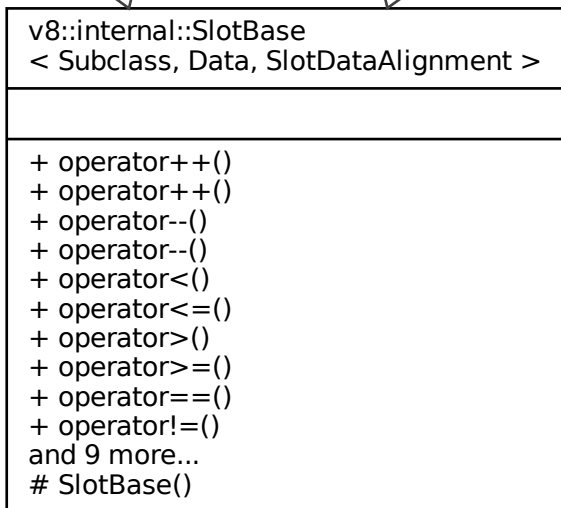 v8::internal::SlotBase
< Subclass, Data, SlotDataAlignment >
+ operator++()
+ operator++()
+ operator--()
+ operator--()
+ operator<()
+ operator<=()
+ operator>()
+ operator>=()
+ operator==()
+ operator!=()
and 9 more...
# SlotBase()